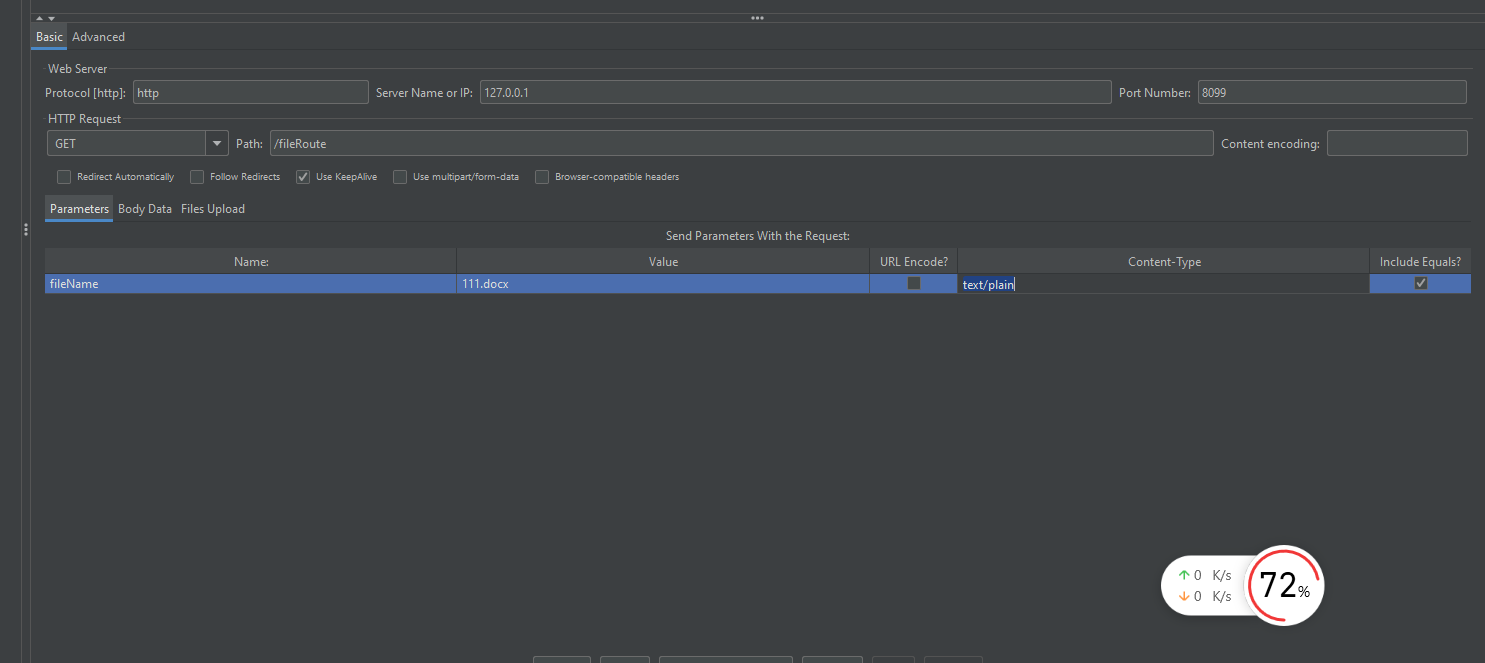 Basic Advanced
Web Server
Protocol [http]: http Server Name or IP: 127.0.0.1 Port Number: 8099
HTTP Request
GET Path: /fileRoute Content encoding:
Redirect Automatically Follow Redirects Use KeepAlive Use multipart/form-data Browser-compatible headers
Parameters Body Data Files Upload
Send Parameters With the Request:
Name: Value URL Encode? Content-Type Include Equals?
fileName 111.docx text/plain
0 K/s
0 K/s
72%